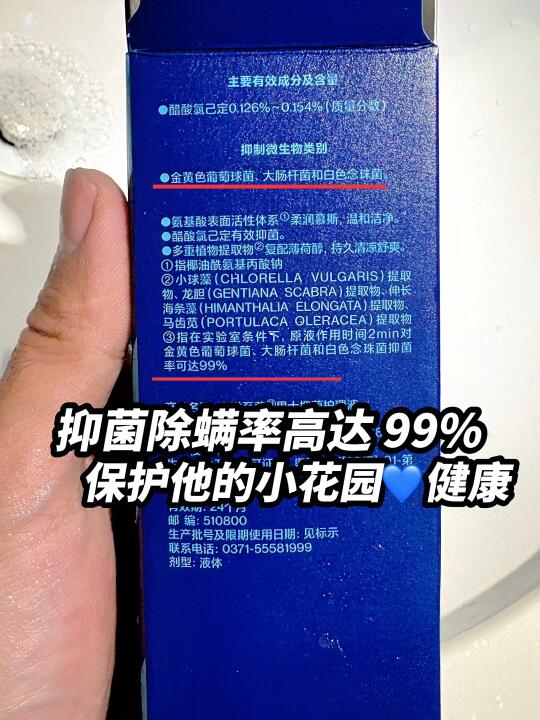 主要有效成分及含量
●醋酸氯己定0.126%~0.154%(质量分数)
抑制微生物类别
●金黄色葡萄球菌、大肠杆菌和白色念珠菌
●氨基酸表面活性体系①柔润慕斯,温和洁净。
●醋酸氯己定有效抑菌。
●多重植物提取物②复配薄荷醇,持久清凉舒爽。
①指椰油酰氨基丙酸钠
②小球藻(CHLORELLA VULGARIS)提取
物、龙胆(GENTIANA SCABRA)提取物、伸长
海条藻(HIMANTHALIA ELONGATA)提取物、
马齿苋(PORTULACA OLERACEA)提取物
③指在实验室条件下,原液作用时间2min对
金黄色葡萄球菌、大肠杆菌和白色念珠菌抑菌
率可达99%
抑菌除螨率高达 99%
保护他的小花园💙健康
有效期: 24个月
邮 编: 510800
生产批号及限期使用日期: 见标示
联系电话: 0371-55581999
剂型: 液体